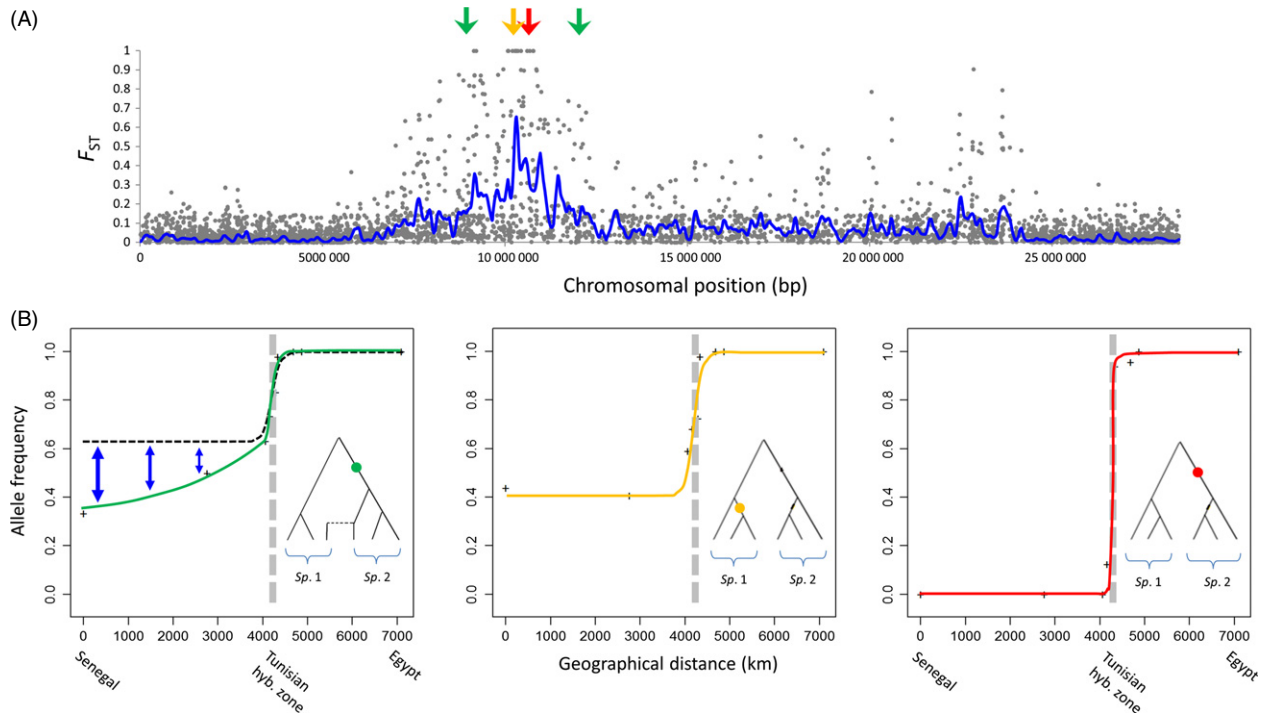 (A)
1
0.9
0.8
0.7
0.6
0.5
0.4
0.3
0.2
0.1
0
FST
0 5000 000 10 000 000 15 000 000 20 000 000 25 000 000
Chromosomal position (bp)
(B)
Allele frequency
1.0
0.8
0.6
0.4
0.2
0.0
Sp. 1 Sp. 2
0 1000 2000 3000 4000 5000 6000 7000
Senegal
Tunisian
hyb. zone
Egypt
1.0
0.8
0.6
0.4
0.2
0.0
Sp. 1 Sp. 2
0 1000 2000 3000 4000 5000 6000 7000
Geographical distance (km)
1.0
0.8
0.6
0.4
0.2
0.0
Sp. 1 Sp. 2
0 1000 2000 3000 4000 5000 6000 7000
Senegal
Tunisian
hyb. zone
Egypt